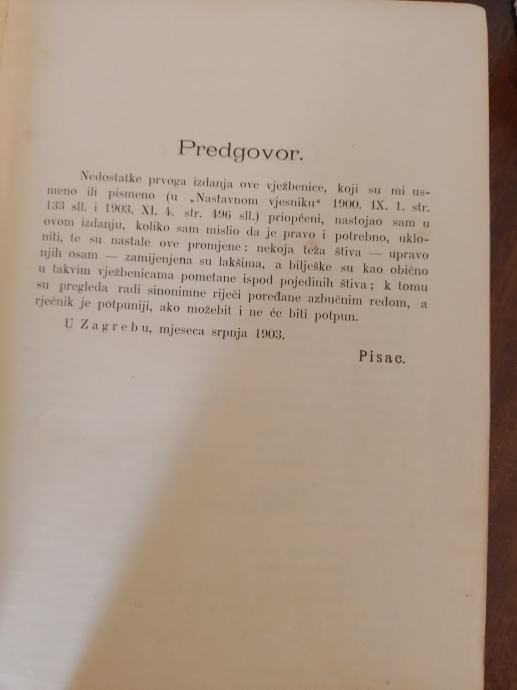 Predgovor.
Nedostatke prvoga izdanja ove vježbenice, koji su mi us-
meno ili pismeno (u „Nastavnom vjesniku“ 1900. IX. 1. str.
133 sll. i 1903. XI. 4. str. 496 sll.) priopćeni, nastojao sam u
ovom izdanju, koliko sam mislio da je pravo i potrebno, uklo-
niti, te su nastale ove promjene: nekoja teža štiva — upravo
njih osam — zamijenjena su lakšima, a bilješke su kao obično
u takvim vježbenicama pometane ispod pojedinih štiva; k tomu
su pregleda radi sinonimne riječi poređane azbučnim redom, a
rječnik je potpuniji, ako možebit i ne će biti potpun.
U Zagrebu, mjeseca srpnja 1903.
Pisac.